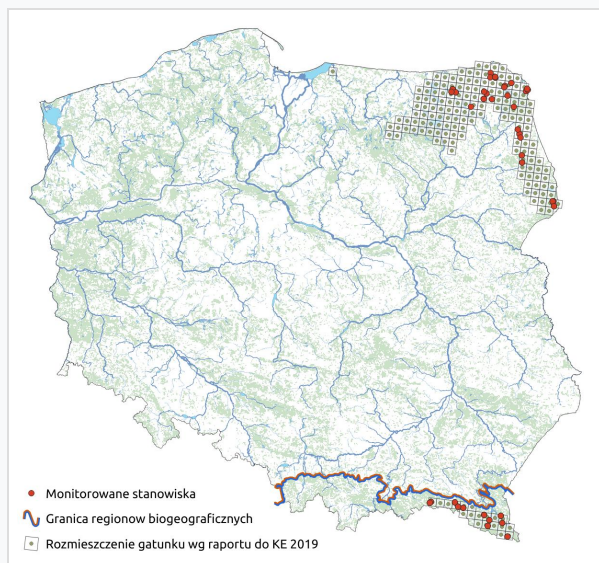 Monitorowane stanowiska
Granica regionow biogeograficznych
Rozmieszczenie gatunku wg raportu do KE 2019